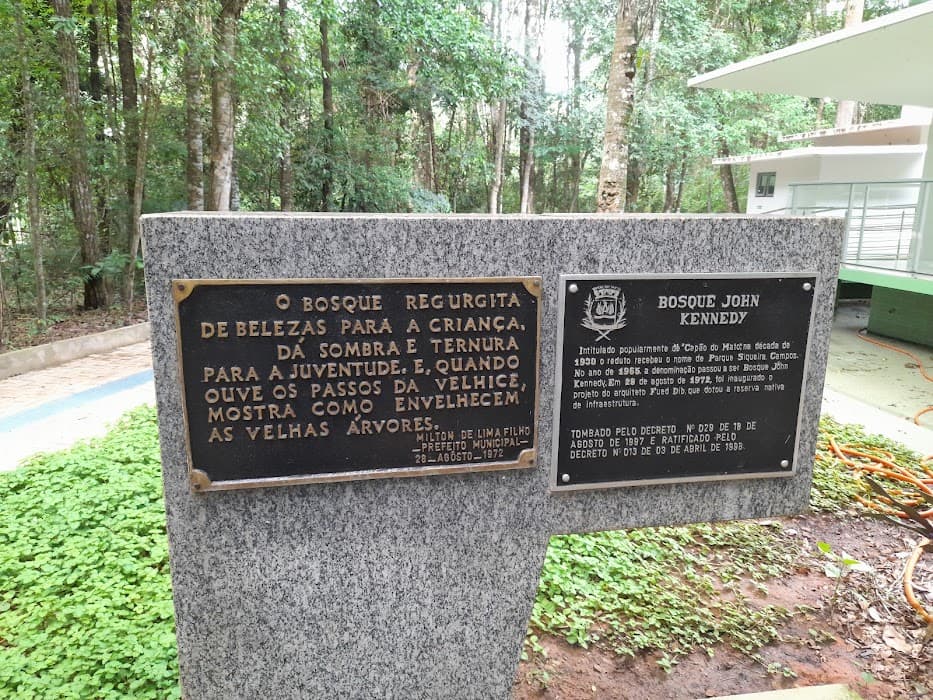 O BOSQUE REGURGITA
DE BELEZAS PARA A CRIANÇA,
DÁ SOMBRA E TERNURA
PARA A JUVENTUDE. E, QUANDO
OUVE OS PASSOS DA VELHICE,
MOSTRA COMO ENVELHECEM
AS VELHAS ÁRVORES.
MILTON DE LIMA FILHO
—PREFEITO MUNICIPAL—
28_AGOSTO_1972
BOSQUE JOHN
KENNEDY
Intitulado popularmente de "Capão do Mato", na década de
1930 o reduto recebeu o nome de Parque Siqueira Campos.
No ano de 1965, a denominação passou a ser Bosque John
Kennedy. Em 28 de agosto de 1972, foi inaugurado o
projeto do arquiteto Fued Dib que dotou a reserva nativa
de infraestrutura.
TOMBADO PELO DECRETO Nº 029 DE 18 DE
AGOSTO DE 1997 E RATIFICADO PELO
DECRETO Nº 013 DE 03 DE ABRIL DE 1998.